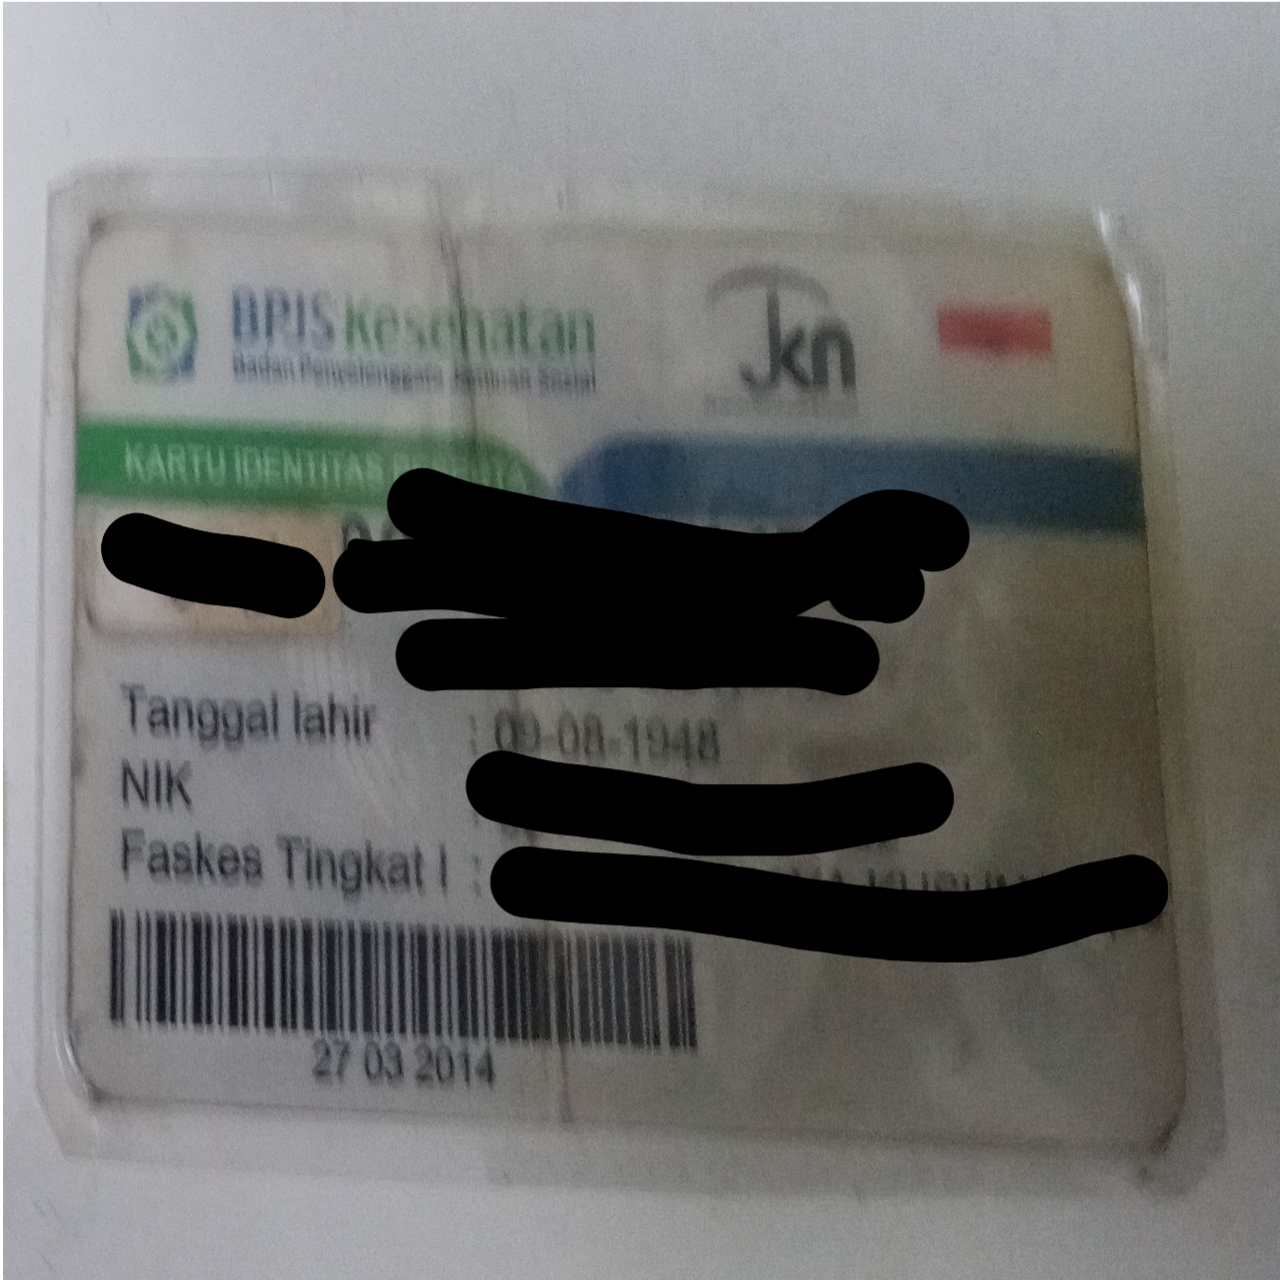 BPJS Kesehatan
Badan Penyelenggara Jaminan Sosial
Jkn
KARTU IDENTITAS PESERTA
Tanggal lahir : 09-08-1948
NIK
Faskes Tingkat I :
27 03 2014